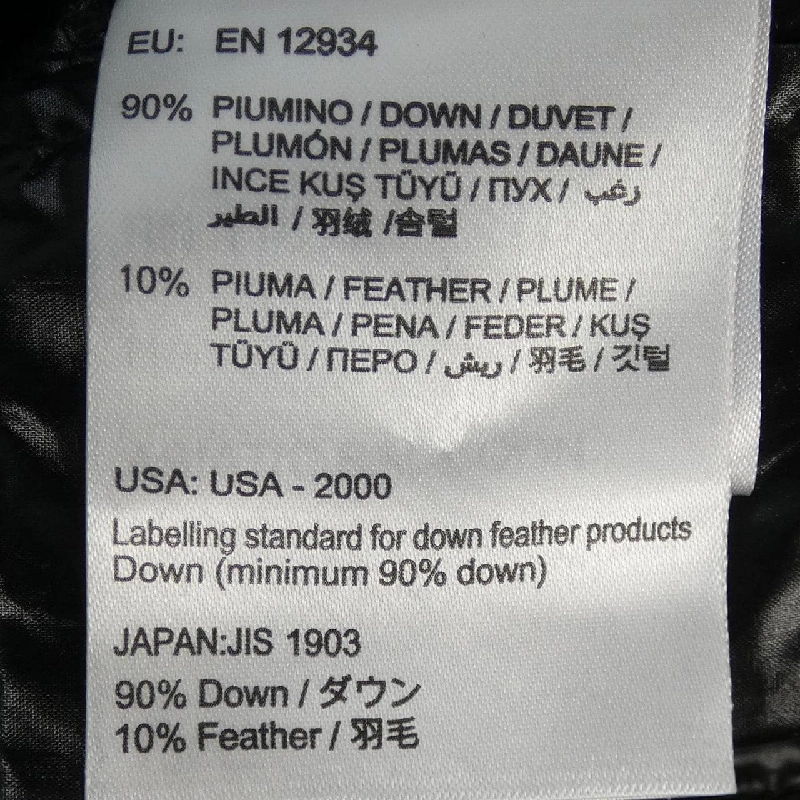 EU: EN 12934
90% PIUMINO / DOWN / DUVET /
PLUMÓN / PLUMAS / DAUNE /
INCE KUŞ TÜYÜ / ПУХ / زغب
الطير / 羽绒 /솜털
10% PIUMA / FEATHER / PLUME /
PLUMA / PENA / FEDER / KUŞ
TÜYÜ / ПЕРО / ريش / 羽毛 / 깃털
USA: USA - 2000
Labelling standard for down feather products
Down (minimum 90% down)
JAPAN:JIS 1903
90% Down / ダウン
10% Feather / 羽毛